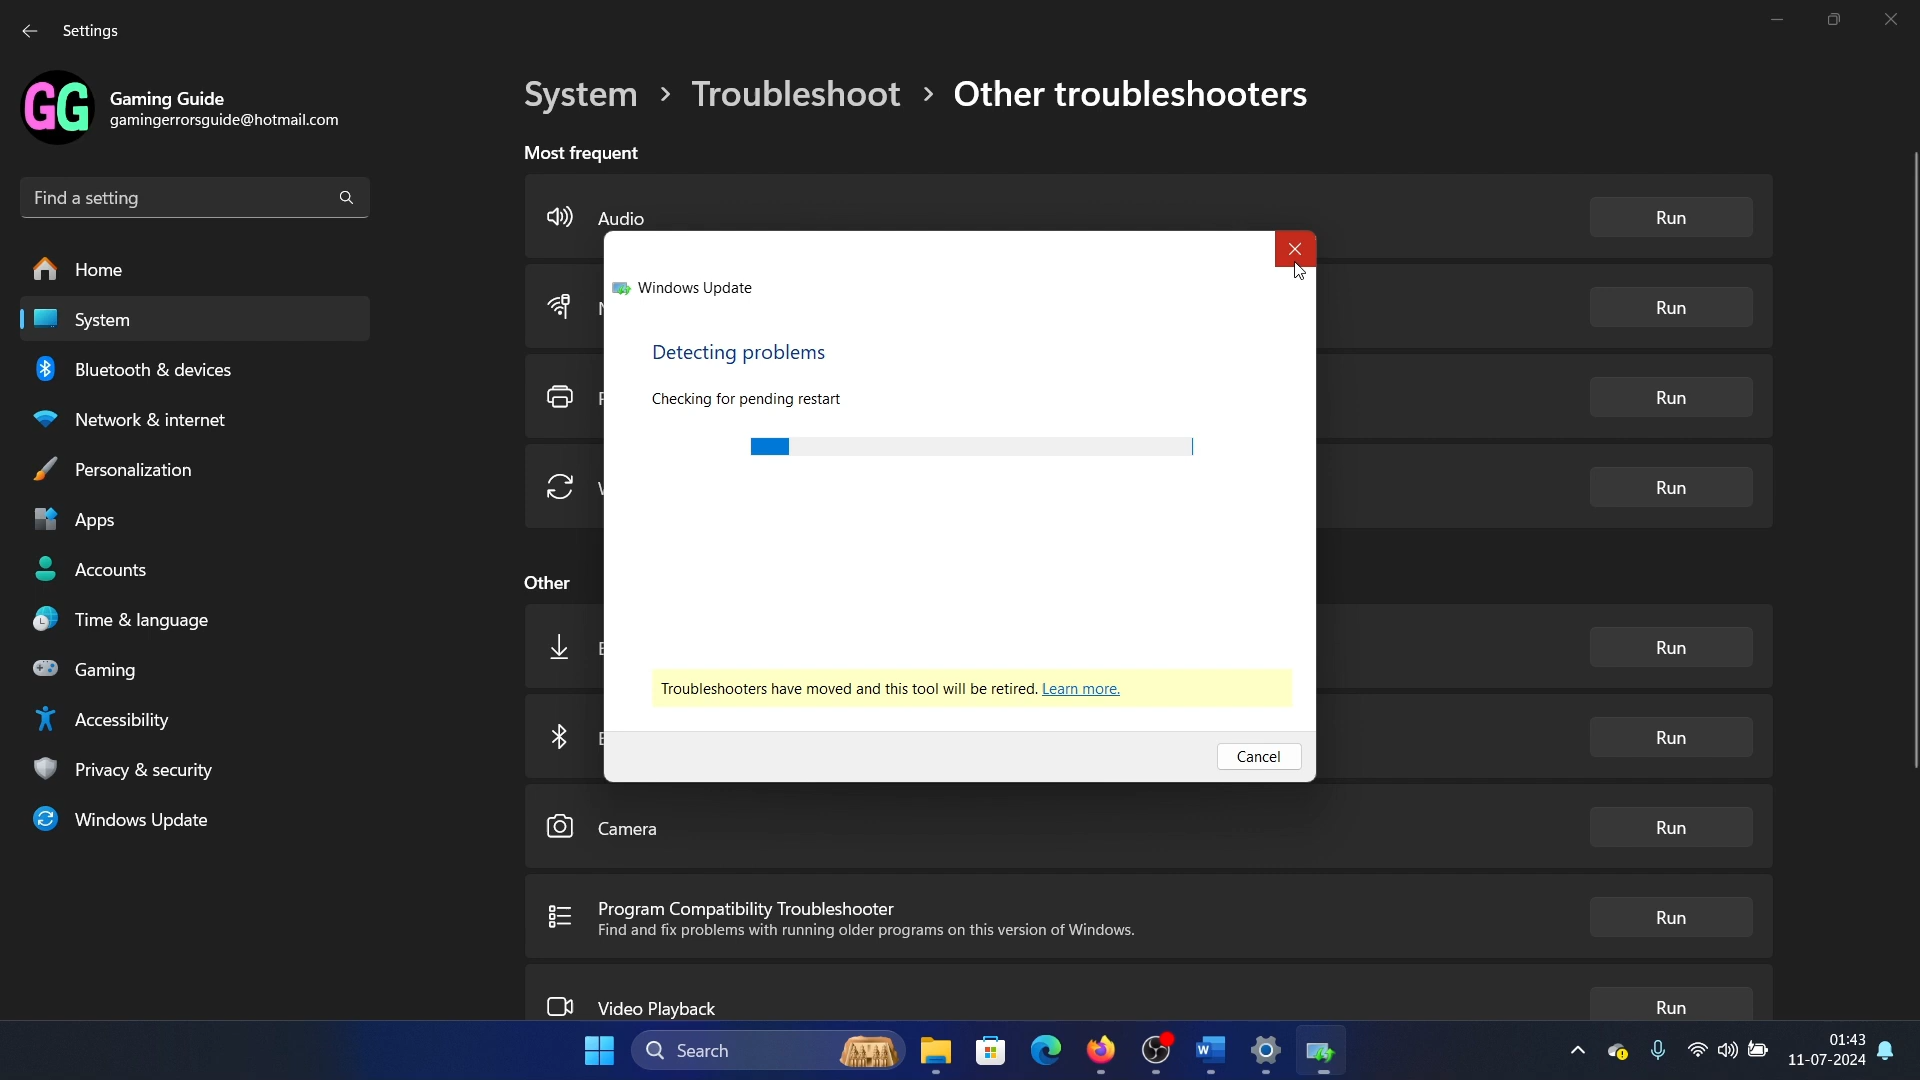 Settings
GG
Gaming Guide
gamingerrorsguide@hotmail.com
Find a setting
Home
System
Bluetooth & devices
Network & internet
Personalization
Apps
Accounts
Time & language
Gaming
Accessibility
Privacy & security
Windows Update
System > Troubleshoot > Other troubleshooters
Most frequent
Audio
Run
Run
Run
Run
Windows Update
Detecting problems
Checking for pending restart
Troubleshooters have moved and this tool will be retired. Learn more.
Cancel
Other
Run
Run
Camera
Run
Program Compatibility Troubleshooter
Find and fix problems with running older programs on this version of Windows.
Run
Video Playback
Run
Search
W
01:43
11-07-2024